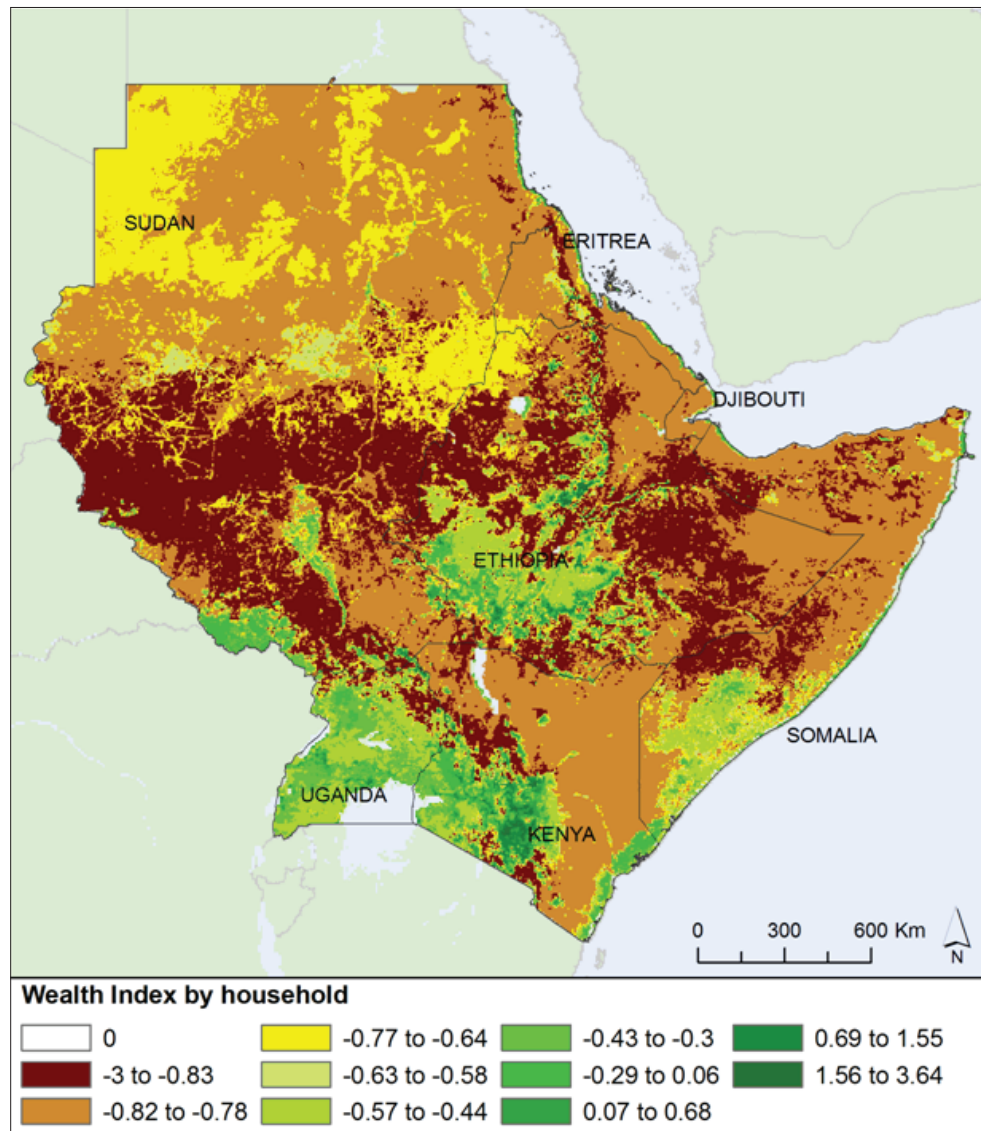 SUDAN
ERITREA
DJIBOUTI
ETHIOPIA
SOMALIA
UGANDA
KENYA
0 300 600 Km
N
Wealth Index by household
0 -0.77 to -0.64 -0.43 to -0.3 0.69 to 1.55
-3 to -0.83 -0.63 to -0.58 -0.29 to 0.06 1.56 to 3.64
-0.82 to -0.78 -0.57 to -0.44 0.07 to 0.68